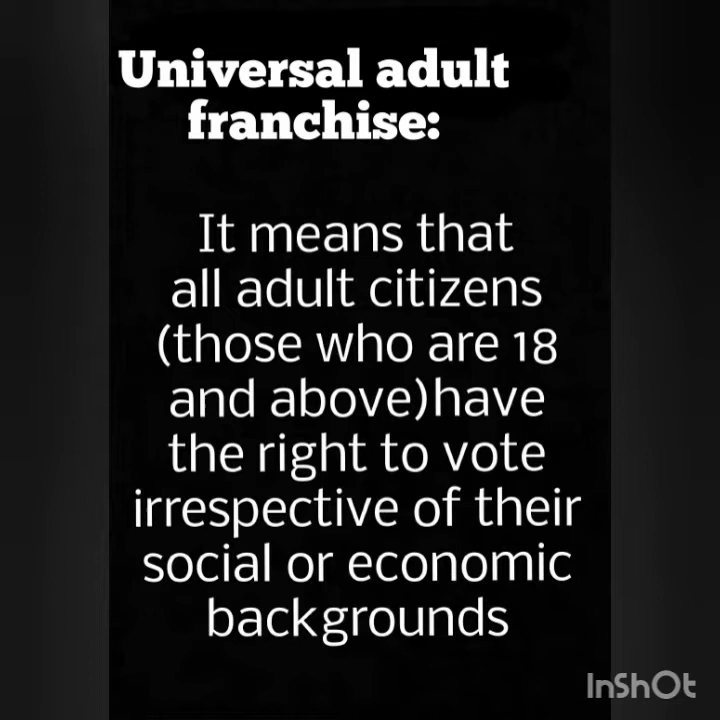 Universal adult
franchise:
It means that
all adult citizens
(those who are 18
and above)have
the right to vote
irrespective of their
social or economic
backgrounds
InShOt